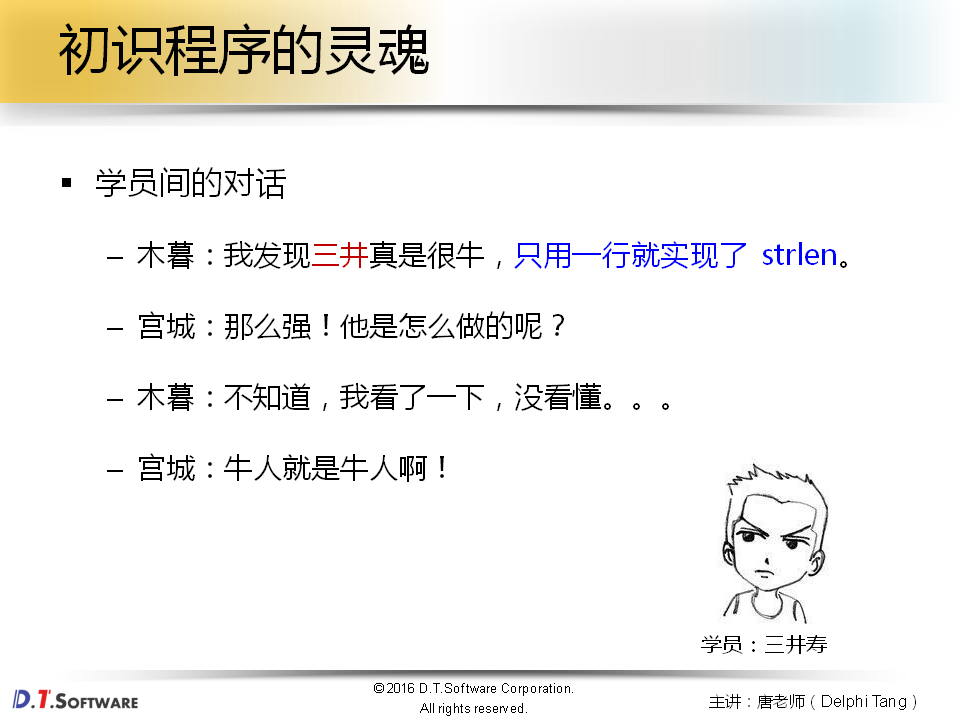 初识程序的灵魂
▪ 学员间的对话
– 木暮：我发现三井真是很牛，只用一行就实现了 strlen。
– 宫城：那么强！他是怎么做的呢？
– 木暮：不知道，我看了一下，没看懂。。。
– 宫城：牛人就是牛人啊！
学员：三井寿
D.T.SOFTWARE
©2016 D.T.Software Corporation.
All rights reserved.
主讲：唐老师（Delphi Tang）